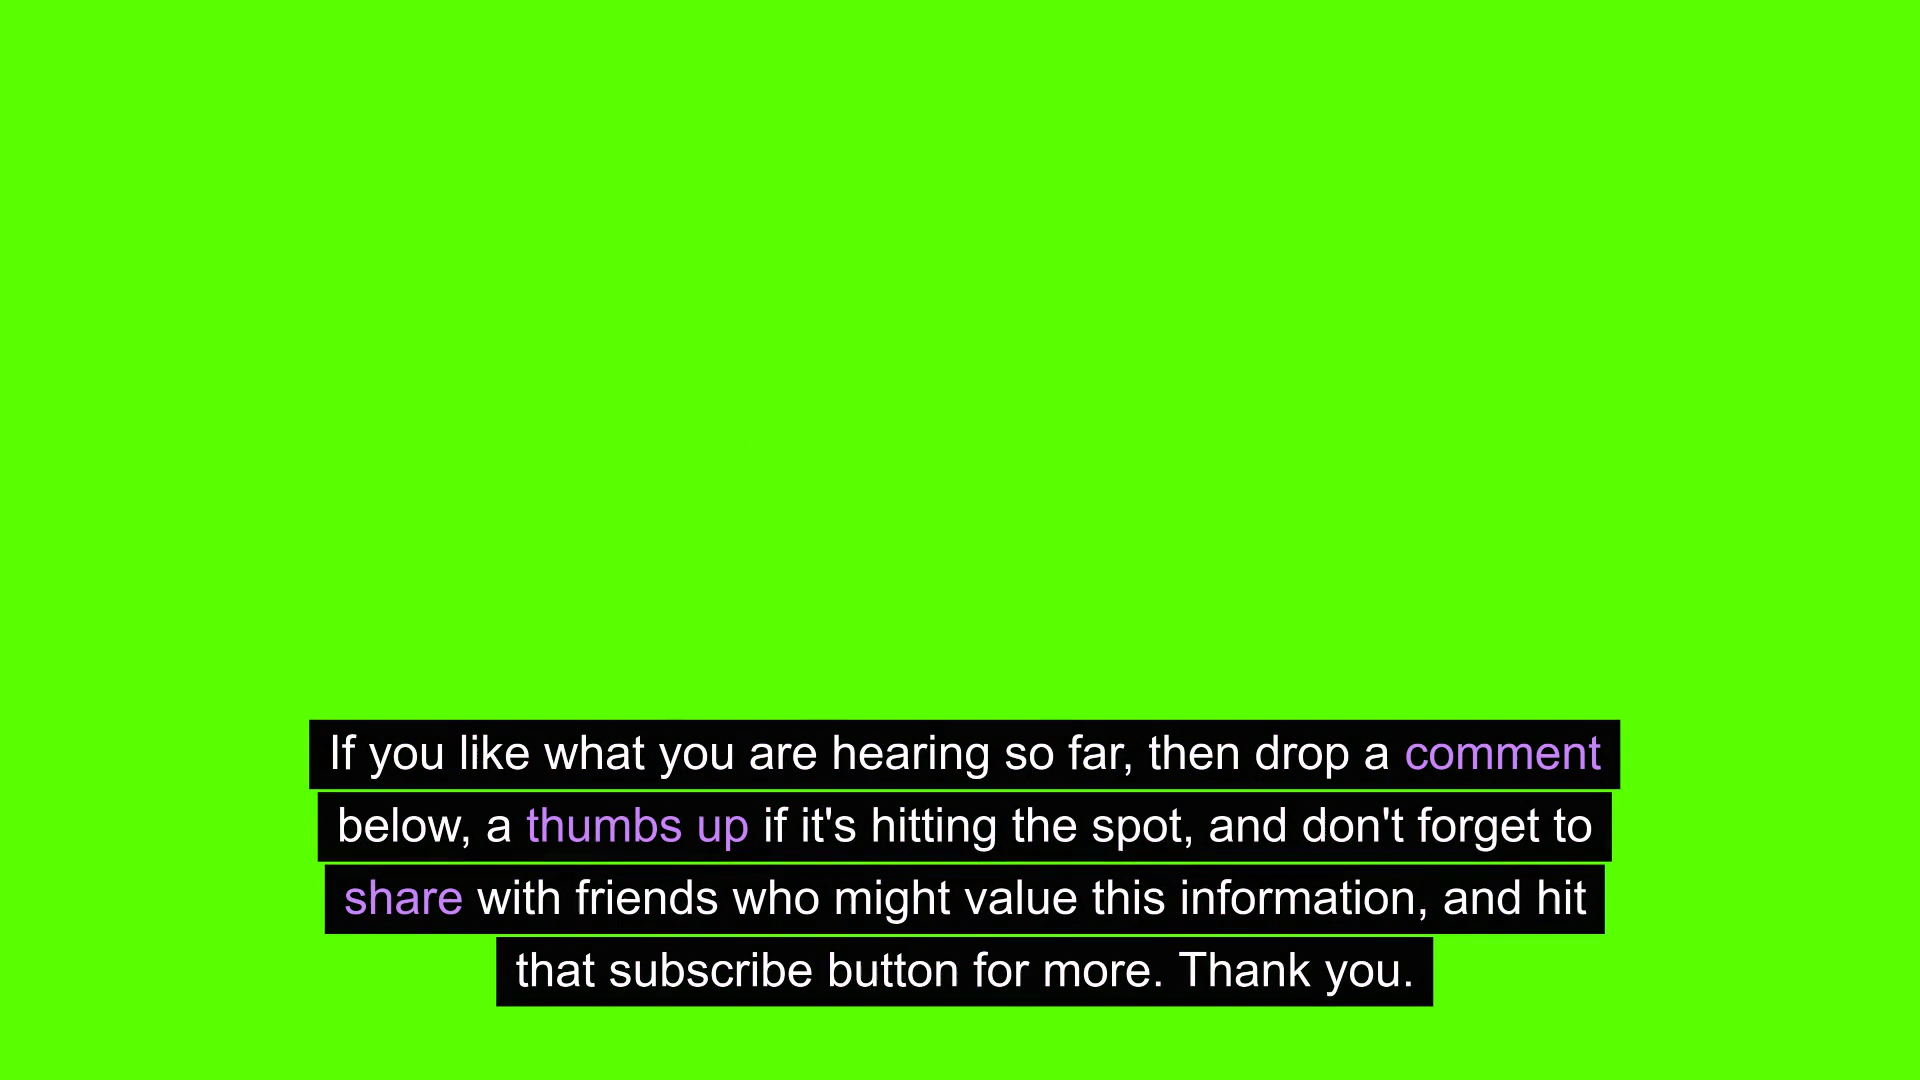 If you like what you are hearing so far, then drop a comment
below, a thumbs up if it's hitting the spot, and don't forget to
share with friends who might value this information, and hit
that subscribe button for more. Thank you.